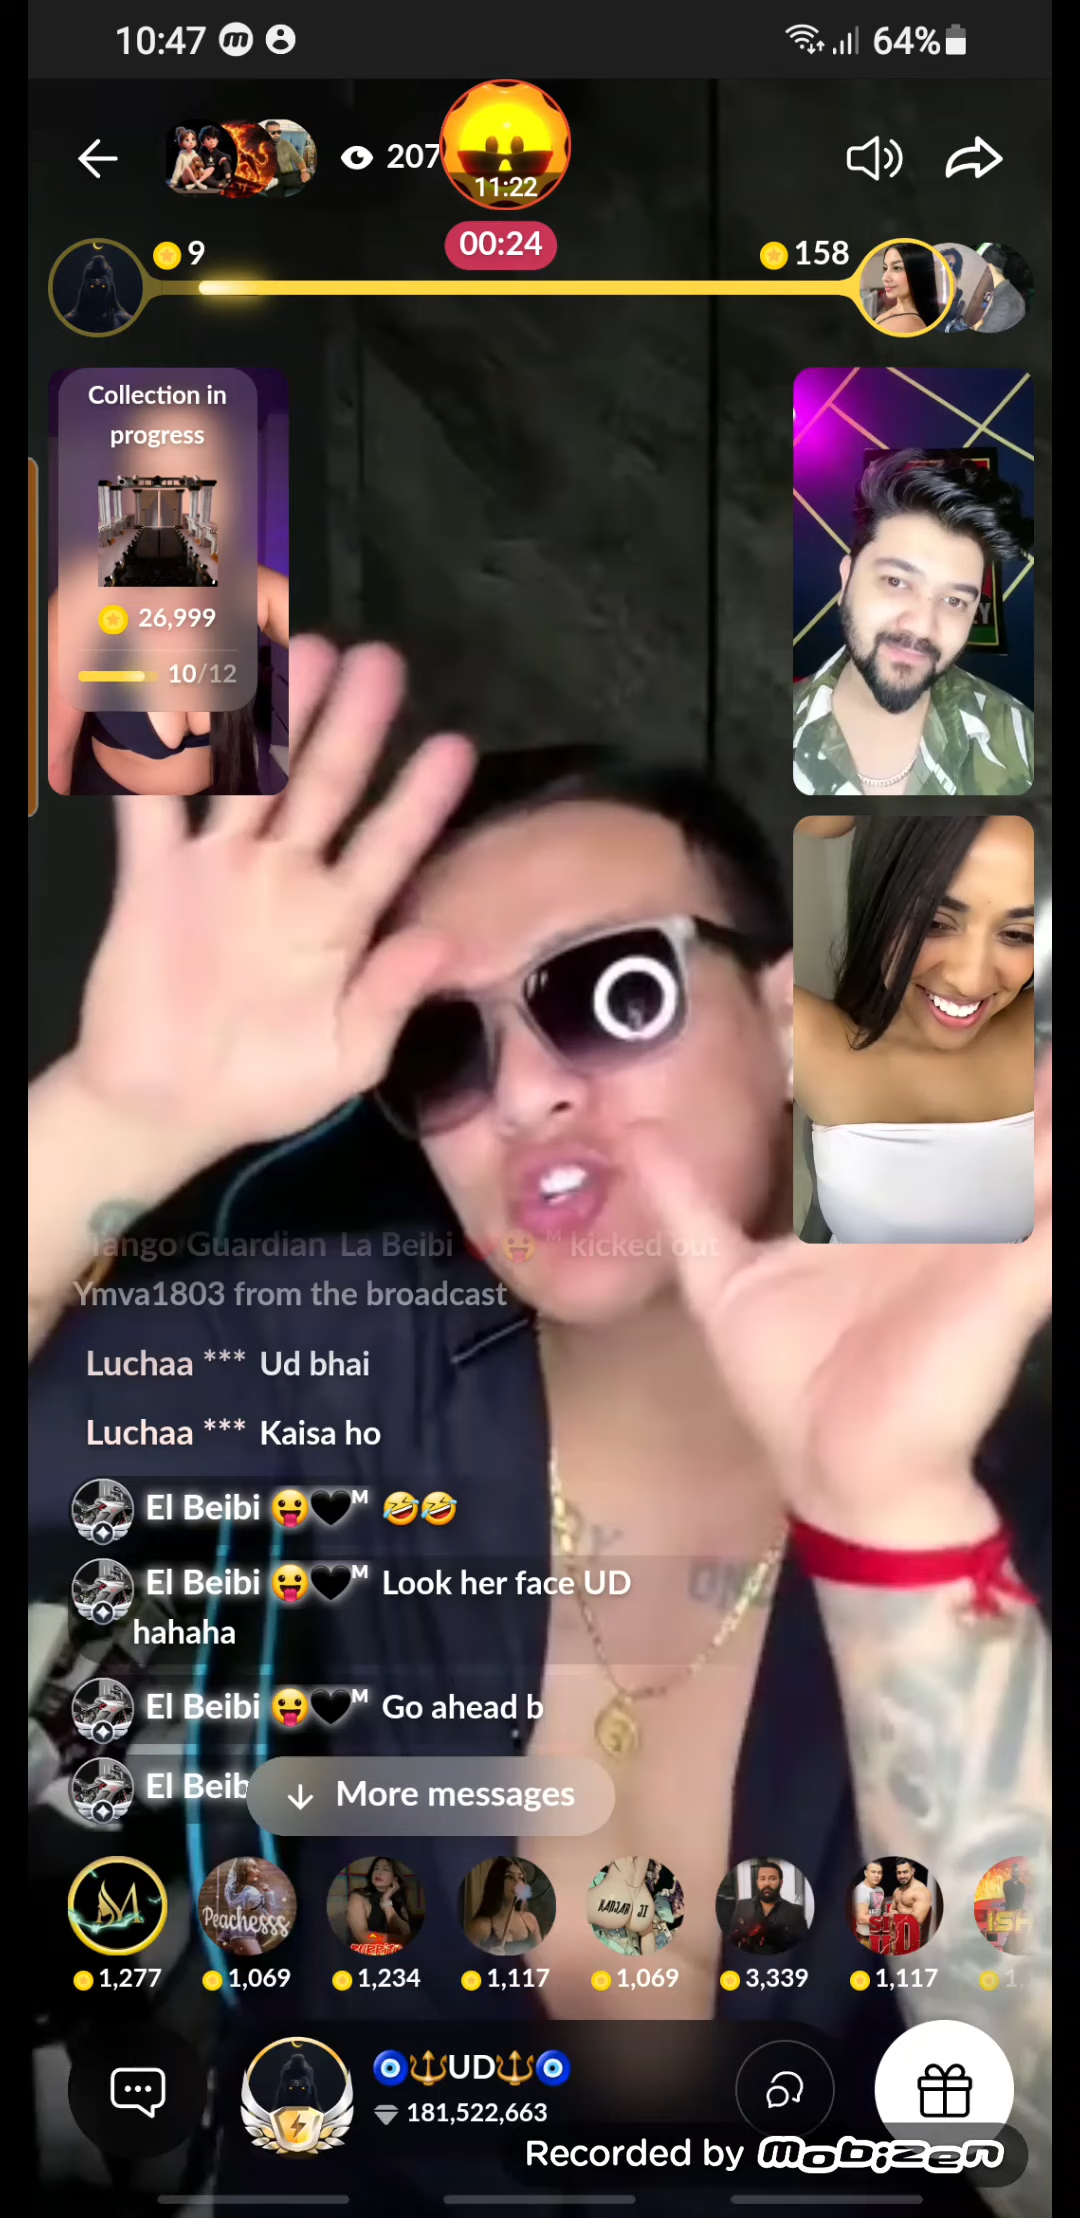 10:47
64%
207
11:22
9
00:24
158
Collection in
progress
26,999
10/12
Tango Guardian La Beibi 😛 ᴹ kicked out
Ymva1803 from the broadcast
Luchaa *** Ud bhai
Luchaa *** Kaisa ho
El Beibi 😛🖤ᴹ 🤣🤣
El Beibi 😛🖤ᴹ Look her face UD
hahaha
El Beibi 😛🖤ᴹ Go ahead b
El Beib
More messages
Peachesss
1,277
1,069
1,234
1,117
1,069
3,339
1,117
🧿🔱UD🔱🧿
181,522,663
Recorded by Mobizen